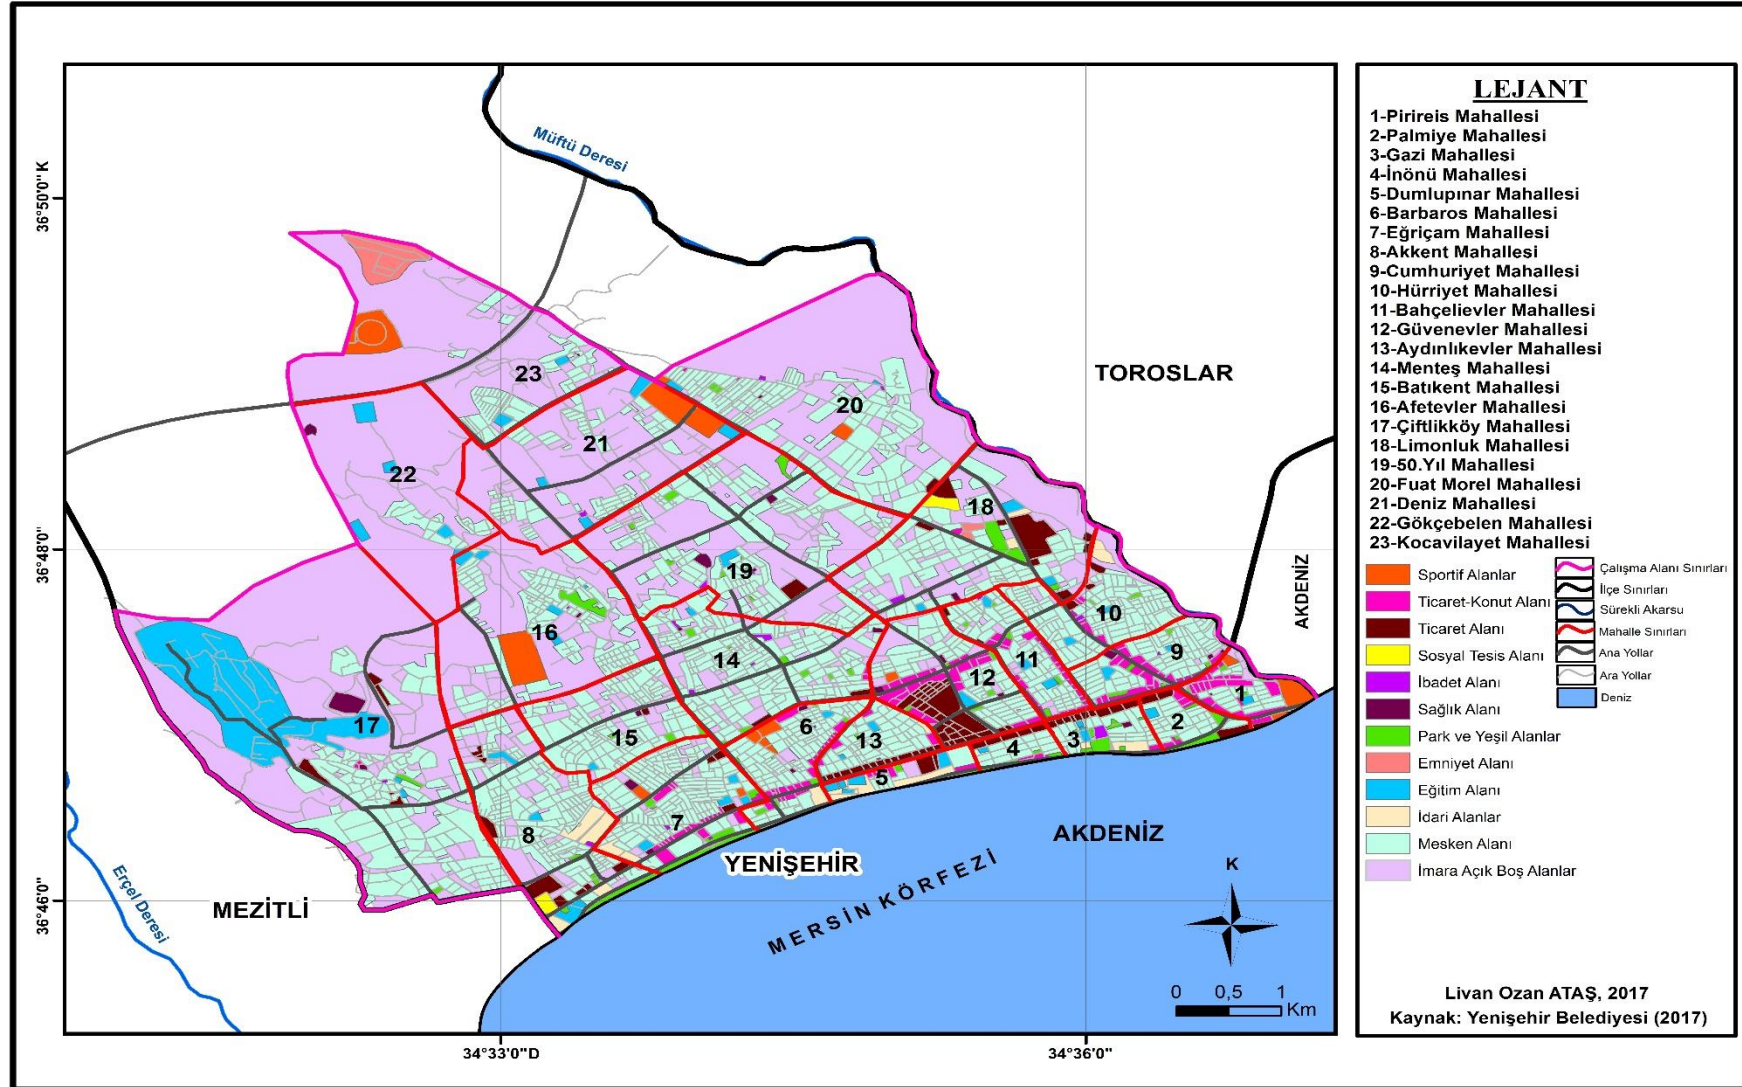 Müftü Deresi
36°50'0" K
TOROSLAR
23
20
21
22
18
36°48'0"
19
AKDENİZ
10
16
9
14
11
12
1
17
6
2
15
13
3
4
5
7
8
AKDENİZ
YENİŞEHİR
K
MERSİN KÖRFEZİ
MEZİTLİ
Erçel Deresi
36°46'0"
0 0,5 1
Km
34°33'0"D
34°36'0"
LEJANT
1-Pirireis Mahallesi
2-Palmiye Mahallesi
3-Gazi Mahallesi
4-İnönü Mahallesi
5-Dumlupınar Mahallesi
6-Barbaros Mahallesi
7-Eğriçam Mahallesi
8-Akkent Mahallesi
9-Cumhuriyet Mahallesi
10-Hürriyet Mahallesi
11-Bahçelievler Mahallesi
12-Güvenevler Mahallesi
13-Aydınlıkevler Mahallesi
14-Menteş Mahallesi
15-Batıkent Mahallesi
16-Afetevler Mahallesi
17-Çiftlikköy Mahallesi
18-Limonluk Mahallesi
19-50.Yıl Mahallesi
20-Fuat Morel Mahallesi
21-Deniz Mahallesi
22-Gökçebelen Mahallesi
23-Kocavilayet Mahallesi
Sportif Alanlar
Ticaret-Konut Alanı
Ticaret Alanı
Sosyal Tesis Alanı
İbadet Alanı
Sağlık Alanı
Park ve Yeşil Alanlar
Emniyet Alanı
Eğitim Alanı
İdari Alanlar
Mesken Alanı
İmara Açık Boş Alanlar
Çalışma Alanı Sınırları
İlçe Sınırları
Sürekli Akarsu
Mahalle Sınırları
Ana Yollar
Ara Yollar
Deniz
Livan Ozan ATAŞ, 2017
Kaynak: Yenişehir Belediyesi (2017)